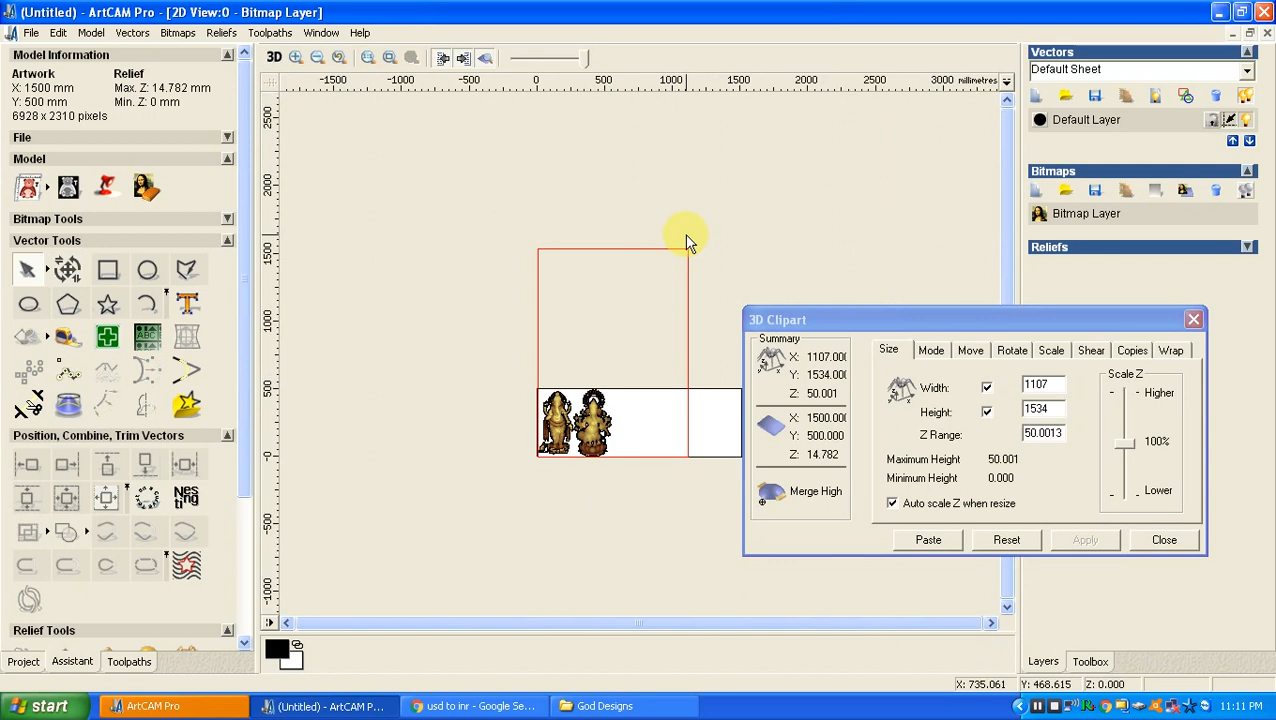 (Untitled) - ArtCAM Pro - [2D View:0 - Bitmap Layer]
File Edit Model Vectors Bitmaps Reliefs Toolpaths Window Help
Model Information
Artwork Relief
X: 1500 mm Max. Z: 14.782 mm
Y: 500 mm Min. Z: 0 mm
6928 x 2310 pixels
File
Model
Bitmap Tools
Vector Tools
ABC
Position, Combine, Trim Vectors
Nes
ting
Relief Tools
Project Assistant Toolpaths
3D
-1500 -1000 -500 0 500 1000 1500 2000 2500 3000 millimetres
2500
2000
1500
1000
500
-0
-500
-1000
Vectors
Default Sheet
Default Layer
Bitmaps
Bitmap Layer
Reliefs
3D Clipart
Summary
X: 1107.000
Y: 1534.000
Z: 50.001
X: 1500.000
Y: 500.000
Z: 14.782
Merge High
Size Mode Move Rotate Scale Shear Copies Wrap
Width: 1107
Height: 1534
Z Range: 50.0013
Maximum Height 50.001
Minimum Height 0.000
Auto scale Z when resize
Scale Z
Higher
100%
Lower
Paste Reset Apply Close
Layers Toolbox
X: 735.061 Y: 468.615 Z: 0.000
start ArtCAM Pro (Untitled) - ArtCAM P... usd to inr - Google Se... God Designs 11:11 PM